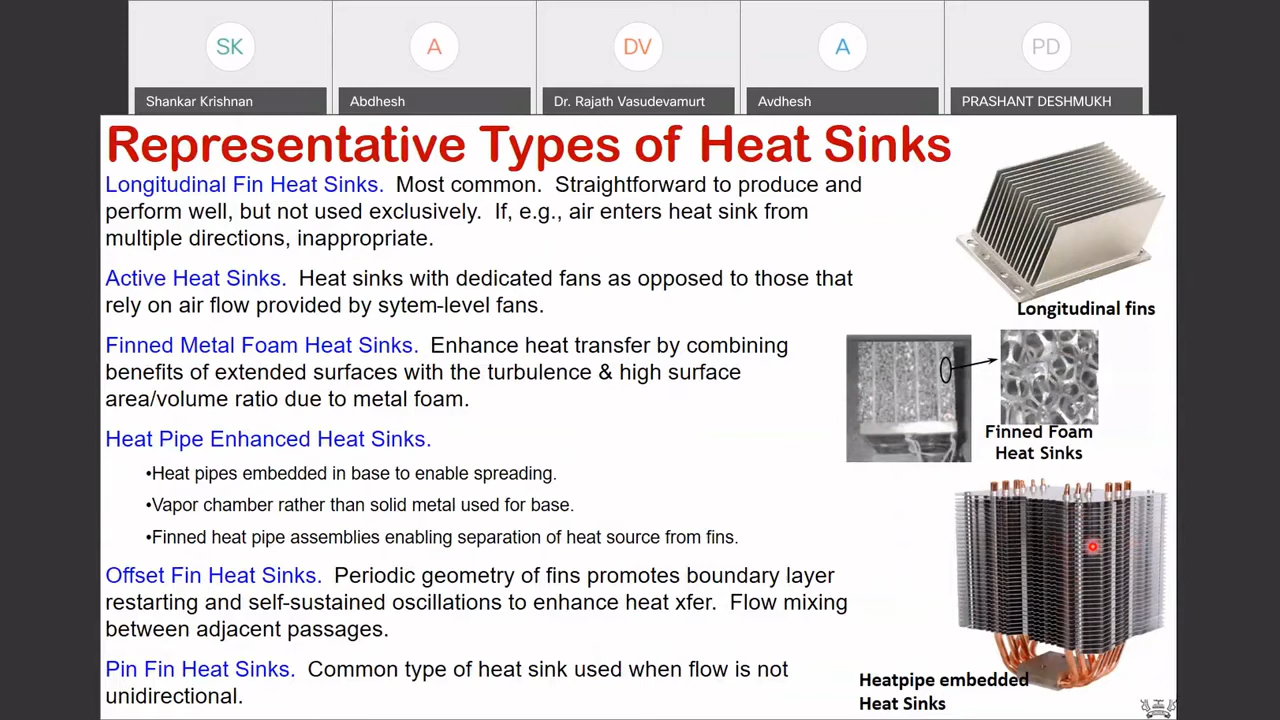 SK
A
DV
A
PD
Shankar Krishnan
Abdhesh
Dr. Rajath Vasudevamurt
Avdhesh
PRASHANT DESHMUKH
Representative Types of Heat Sinks
Longitudinal Fin Heat Sinks. Most common. Straightforward to produce and
perform well, but not used exclusively. If, e.g., air enters heat sink from
multiple directions, inappropriate.
Active Heat Sinks. Heat sinks with dedicated fans as opposed to those that
rely on air flow provided by sytem-level fans.
Longitudinal fins
Finned Metal Foam Heat Sinks. Enhance heat transfer by combining
benefits of extended surfaces with the turbulence & high surface
area/volume ratio due to metal foam.
Finned Foam
Heat Sinks
Heat Pipe Enhanced Heat Sinks.
•Heat pipes embedded in base to enable spreading.
•Vapor chamber rather than solid metal used for base.
•Finned heat pipe assemblies enabling separation of heat source from fins.
Offset Fin Heat Sinks. Periodic geometry of fins promotes boundary layer
restarting and self-sustained oscillations to enhance heat xfer. Flow mixing
between adjacent passages.
Pin Fin Heat Sinks. Common type of heat sink used when flow is not
unidirectional.
Heatpipe embedded
Heat Sinks